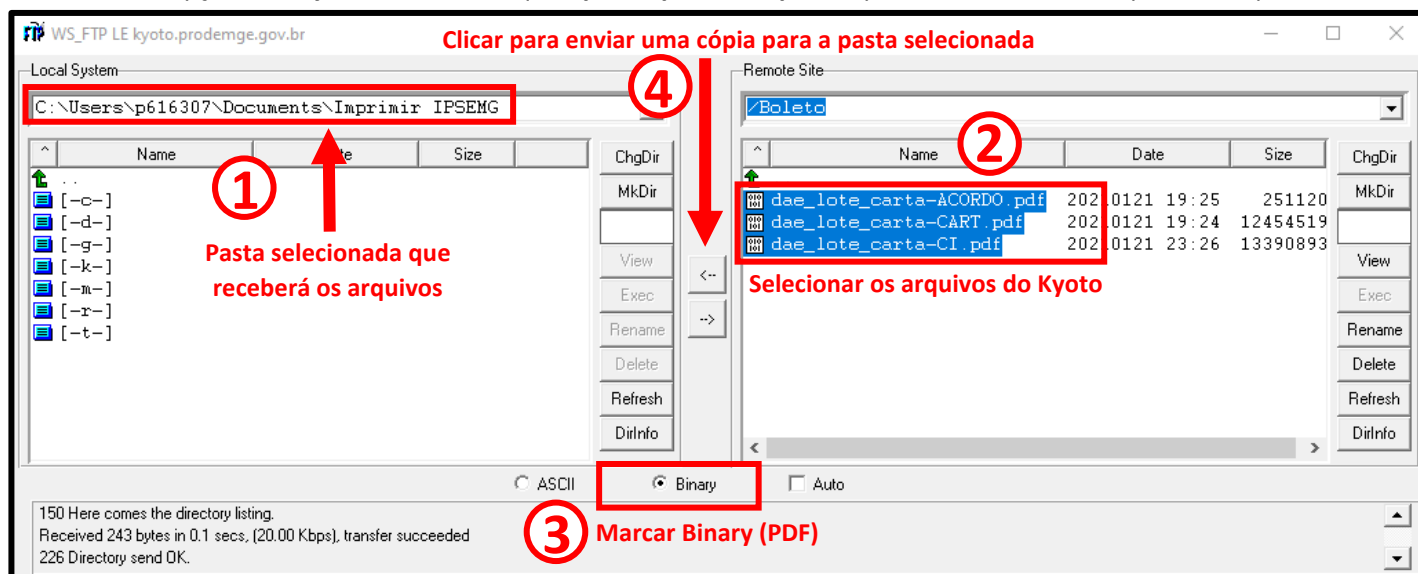 WS_FTP LE kyoto.prodemge.gov.br
Clicar para enviar uma cópia para a pasta selecionada
4
Local System
Remote Site
C:\Users\p616307\Documents\Imprimir IPSEMG
/Boleto
2
^ Name Size
ChgDir
^ Name Date Size
ChgDir
1
..
[-c-]
[-d-]
[-g-]
[-k-]
[-m-]
[-r-]
[-t-]
Pasta selecionada que
receberá os arquivos
MkDir
View
Exec
Rename
Delete
Refresh
DirInfo
<--
-->
dae_lote_carta-ACORDO.pdf 0121 19:25 251120
dae_lote_carta-CART.pdf 0121 19:24 12454519
dae_lote_carta-CI.pdf 0121 23:26 13390893
Selecionar os arquivos do Kyoto
MkDir
View
Exec
Rename
Delete
Refresh
DirInfo
< >
ASCII Binary Auto
3
Marcar Binary (PDF)
150 Here comes the directory listing.
Received 243 bytes in 0.1 secs, (20.00 Kbps), transfer succeeded
226 Directory send OK.